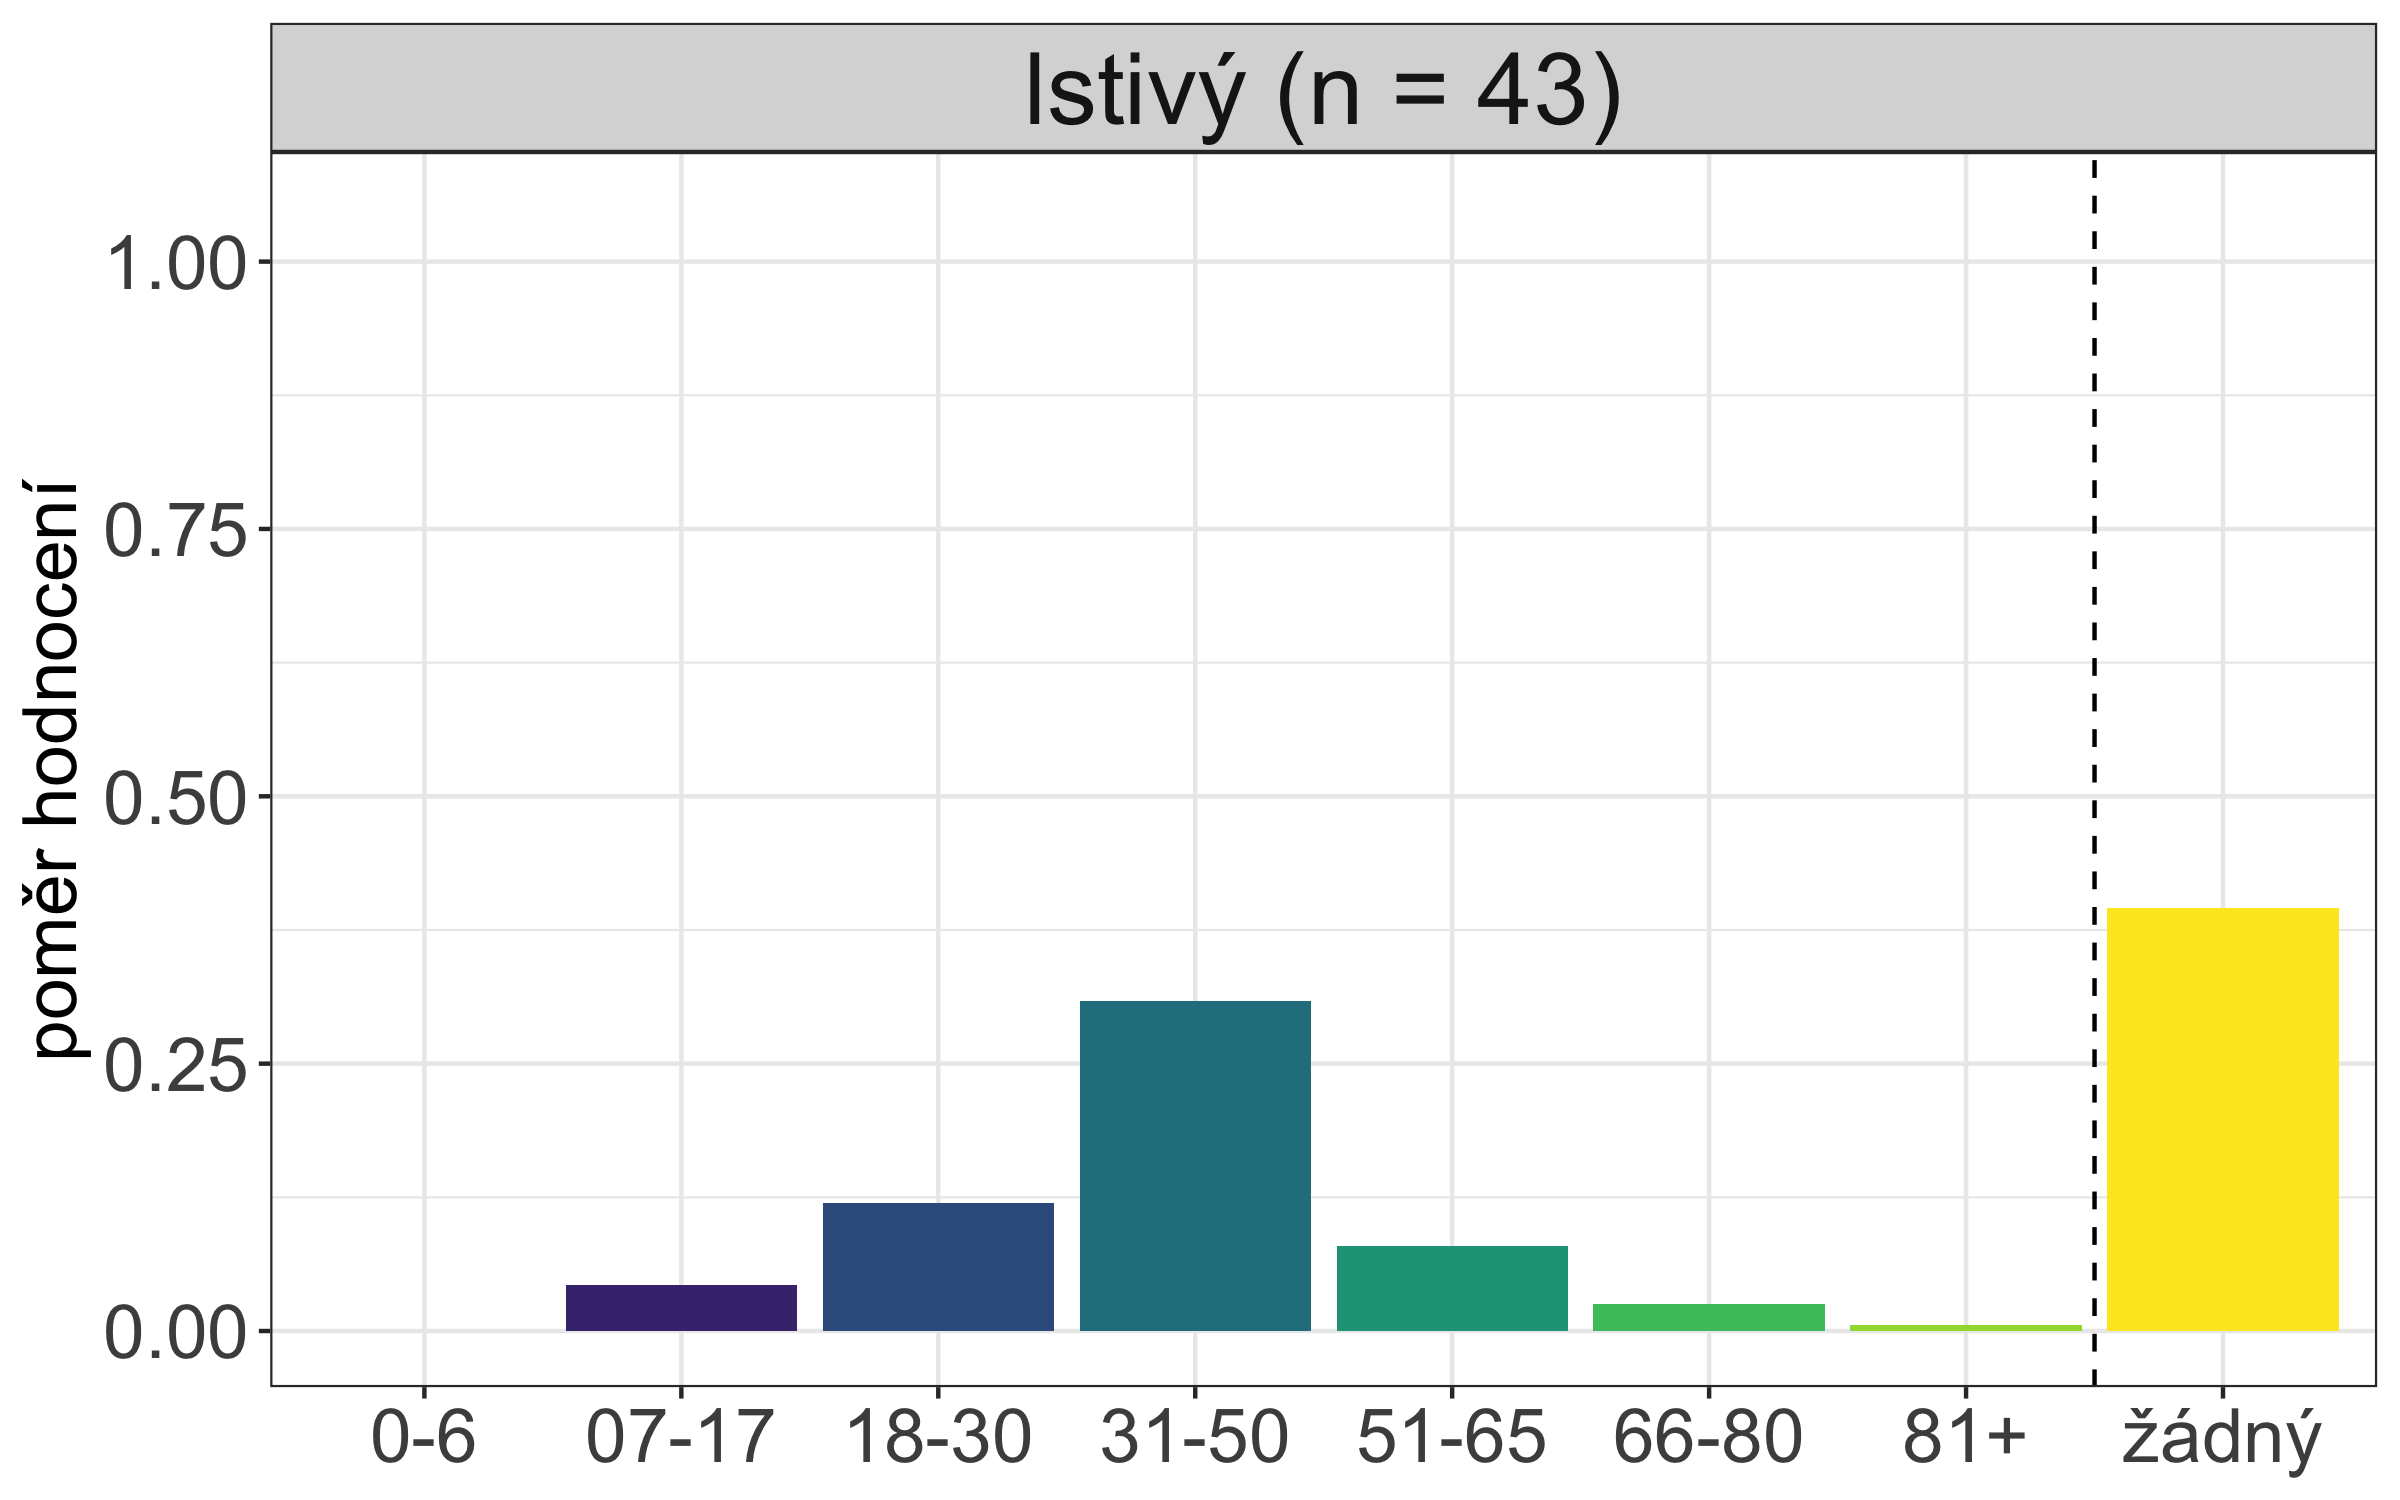 lstivý (n = 43)
poměr hodnocení
1.00
0.75
0.50
0.25
0.00
0-6 07-17 18-30 31-50 51-65 66-80 81+ žádný